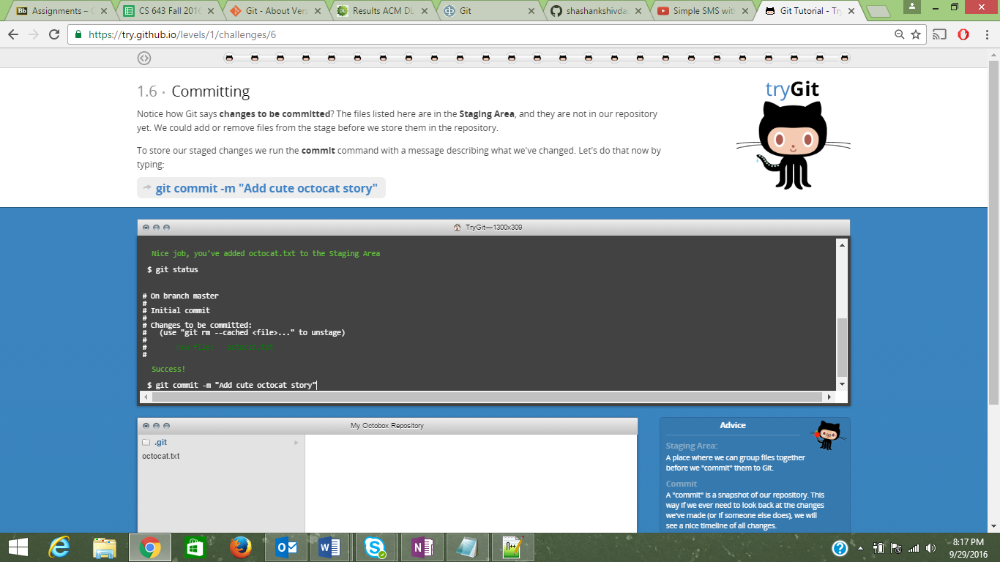 Assignments – C
CS 643 Fall 2016
Git - About Vers
Results ACM DL
Git
shashankshivdas
Simple SMS with
Git Tutorial - Try
https://try.github.io/levels/1/challenges/6
1.6 · Committing
Notice how Git says changes to be committed? The files listed here are in the Staging Area, and they are not in our repository
yet. We could add or remove files from the stage before we store them in the repository.
To store our staged changes we run the commit command with a message describing what we've changed. Let's do that now by
typing:
git commit -m "Add cute octocat story"
tryGit
TryGit—1300x309
Nice job, you've added octocat.txt to the Staging Area
$ git status
# On branch master
#
# Initial commit
#
# Changes to be committed:
# (use "git rm --cached <file>..." to unstage)
#
# new file: octocat.txt
#
Success!
$ git commit -m "Add cute octocat story"
My Octobox Repository
.git
octocat.txt
Advice
Staging Area:
A place where we can group files together
before we "commit" them to Git.
Commit
A "commit" is a snapshot of our repository. This
way if we ever need to look back at the changes
we've made (or if someone else does), we will
see a nice timeline of all changes.
8:17 PM
9/29/2016